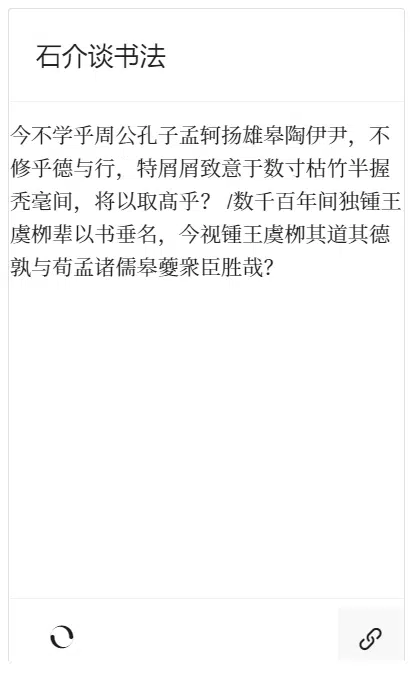 石介谈书法
今不学乎周公孔子孟轲扬雄皋陶伊尹，不
修乎德与行，特屑屑致意于数寸枯竹半握
秃毫间，将以取髙乎？ /数千百年间独锺王
虞栁辈以书垂名，今视锺王虞栁其道其德
孰与荀孟诸儒皋夔衆臣胜哉？